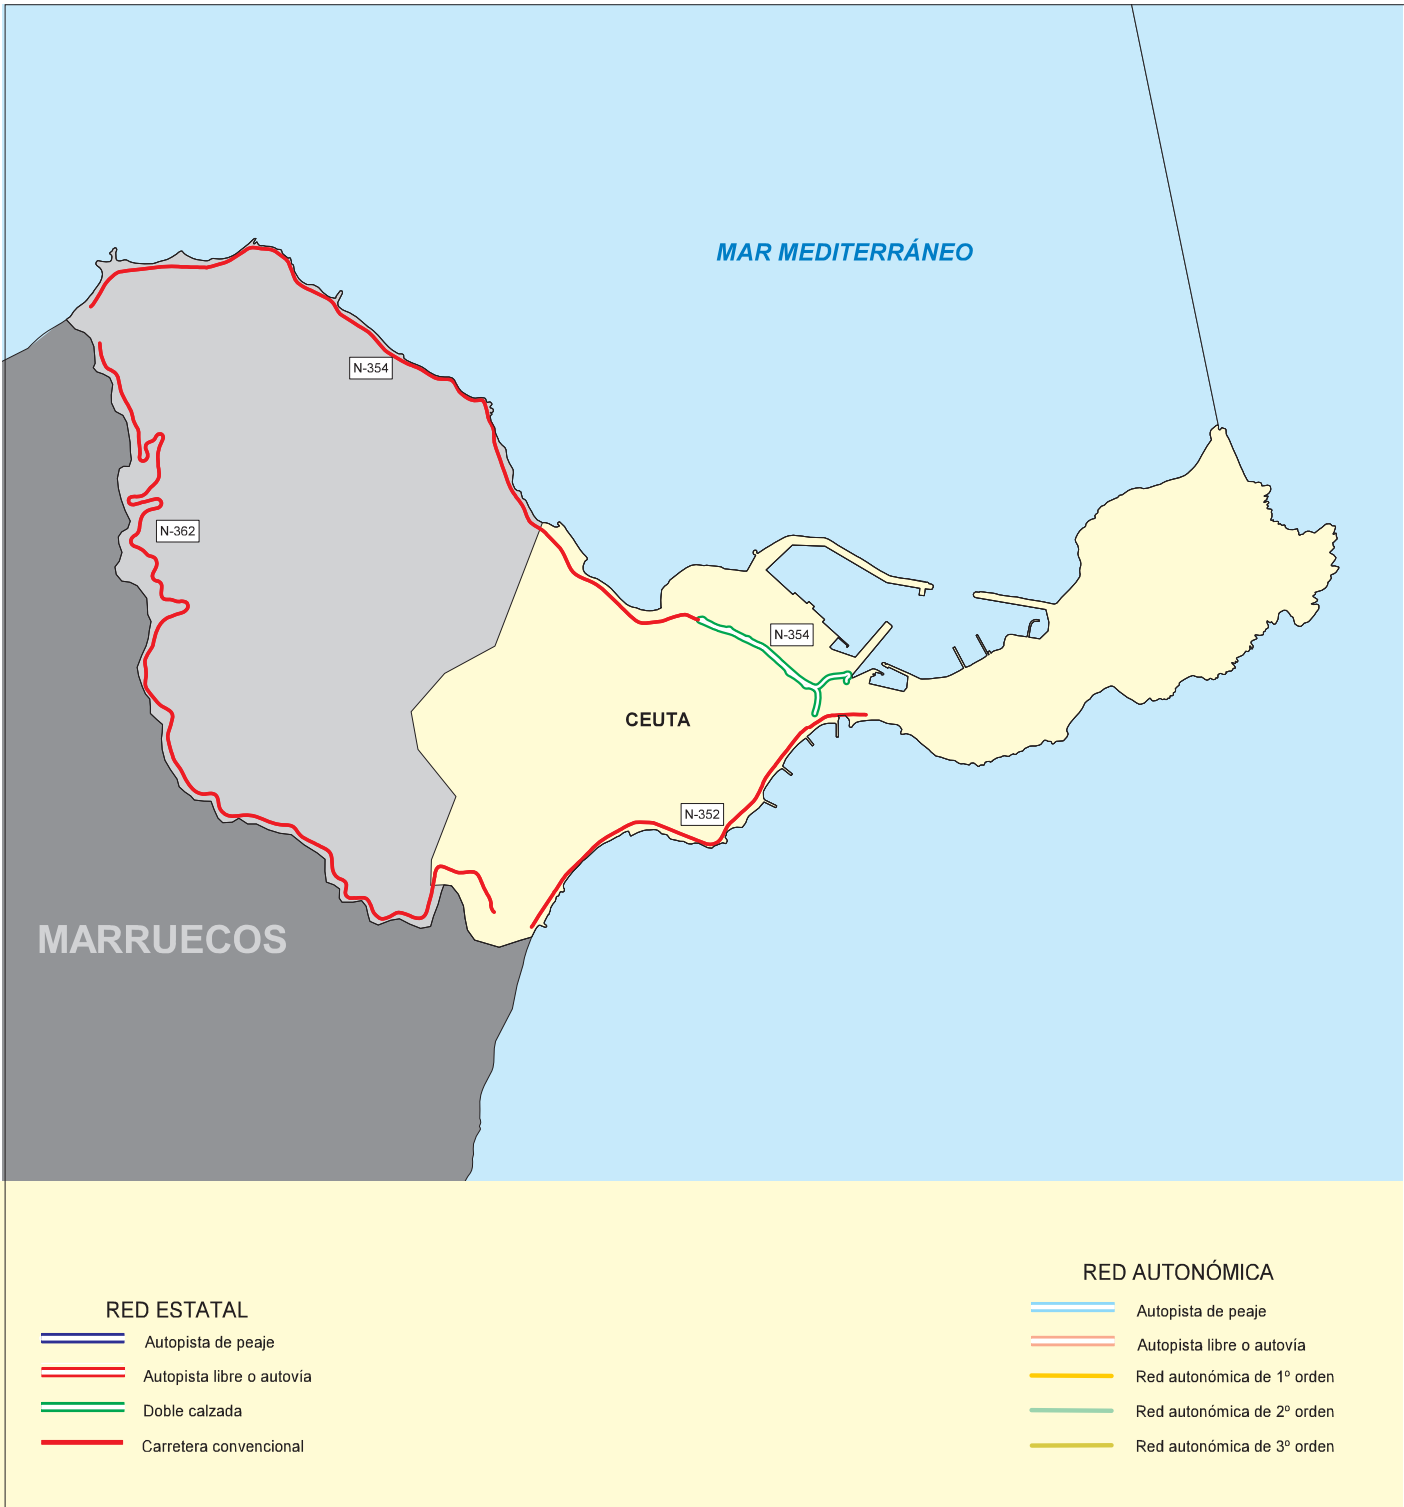 MAR MEDITERRÁNEO
N-354
N-362
N-354
CEUTA
N-352
MARRUECOS
RED ESTATAL
Autopista de peaje
Autopista libre o autovía
Doble calzada
Carretera convencional
RED AUTONÓMICA
Autopista de peaje
Autopista libre o autovía
Red autonómica de 1º orden
Red autonómica de 2º orden
Red autonómica de 3º orden